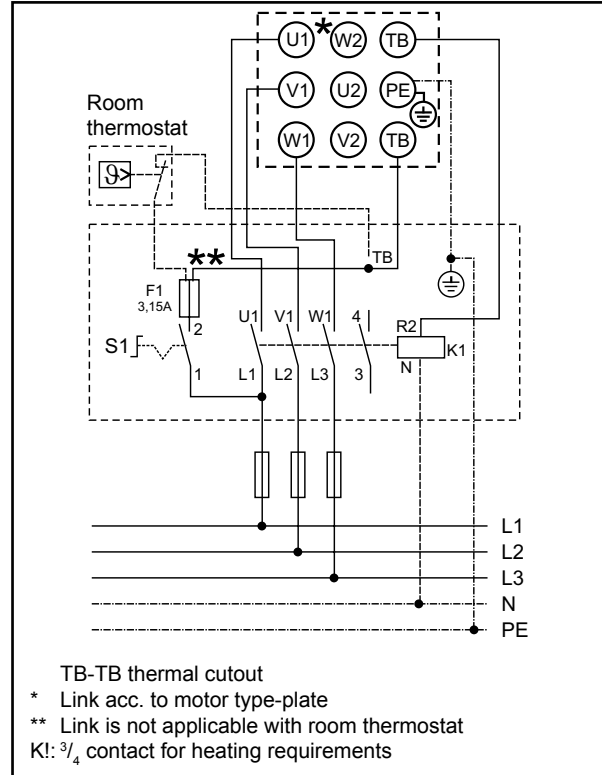 U1 * W2 TB
V1 U2 PE
W1 V2 TB
Room
thermostat
ϑ>
** TB
F1
3,15A
2 U1 V1 W1 4 R2
S1 K1
1 L1 L2 L3 3 N
L1
L2
L3
N
PE
TB-TB thermal cutout
* Link acc. to motor type-plate
** Link is not applicable with room thermostat
K!: 3/4 contact for heating requirements